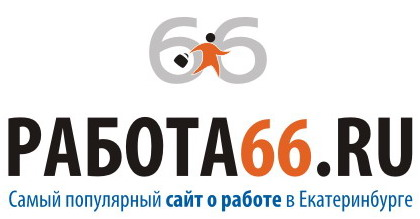 66
РАБОТА66.RU
Самый популярный сайт о работе в Екатеринбурге